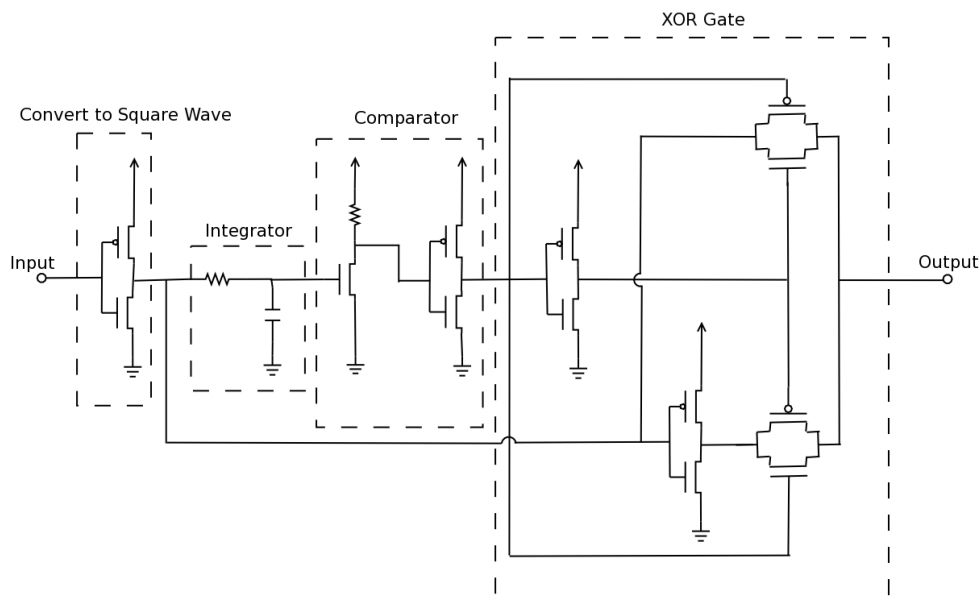 XOR Gate
Convert to Square Wave
Comparator
Integrator
Input
Output